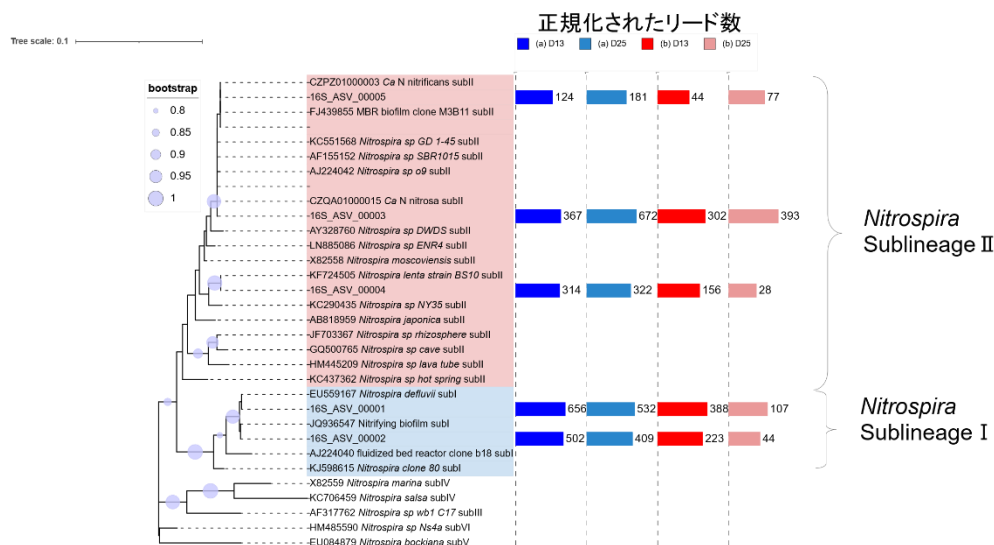 正規化されたリード数
Tree scale: 0.1
(a) D13 (a) D25 (b) D13 (b) D25
bootstrap
0.8
0.85
0.9
0.95
1
CZPZ01000003 Ca N nitrificans subII
16S_ASV_00005 124 181 44 77
FJ439855 MBR biofilm clone M3B11 subII
KC551568 Nitrospira sp GD 1-45 subII
AF155152 Nitrospira sp SBR1015 subII
AJ224042 Nitrospira sp o9 subII
CZQA01000015 Ca N nitrosa subII
16S_ASV_00003 367 672 302 393
AY328760 Nitrospira sp DWDS subII
LN885086 Nitrospira sp ENR4 subII
X82558 Nitrospira moscoviensis subII
KF724505 Nitrospira lenta strain BS10 subII
16S_ASV_00004 314 322 156 28
KC290435 Nitrospira sp NY35 subII
AB818959 Nitrospira japonica subII
JF703367 Nitrospira sp rhizosphere subII
GQ500765 Nitrospira sp cave subII
HM445209 Nitrospira sp lava tube subII
KC437362 Nitrospira sp hot spring subII
Nitrospira
Sublineage Ⅱ
EU559167 Nitrospira defluvii subI
16S_ASV_00001 656 532 388 107
JQ936547 Nitrifying biofilm subI
16S_ASV_00002 502 409 223 44
AJ224040 fluidized bed reactor clone b18 subI
KJ598615 Nitrospira clone 80 subI
Nitrospira
Sublineage Ⅰ
X82559 Nitrospira marina subIV
KC706459 Nitrospira salsa subIV
AF317762 Nitrospira sp wb1 C17 subIII
HM485590 Nitrospira sp Ns4a subVI
EU084879 Nitrospira bockiana subV